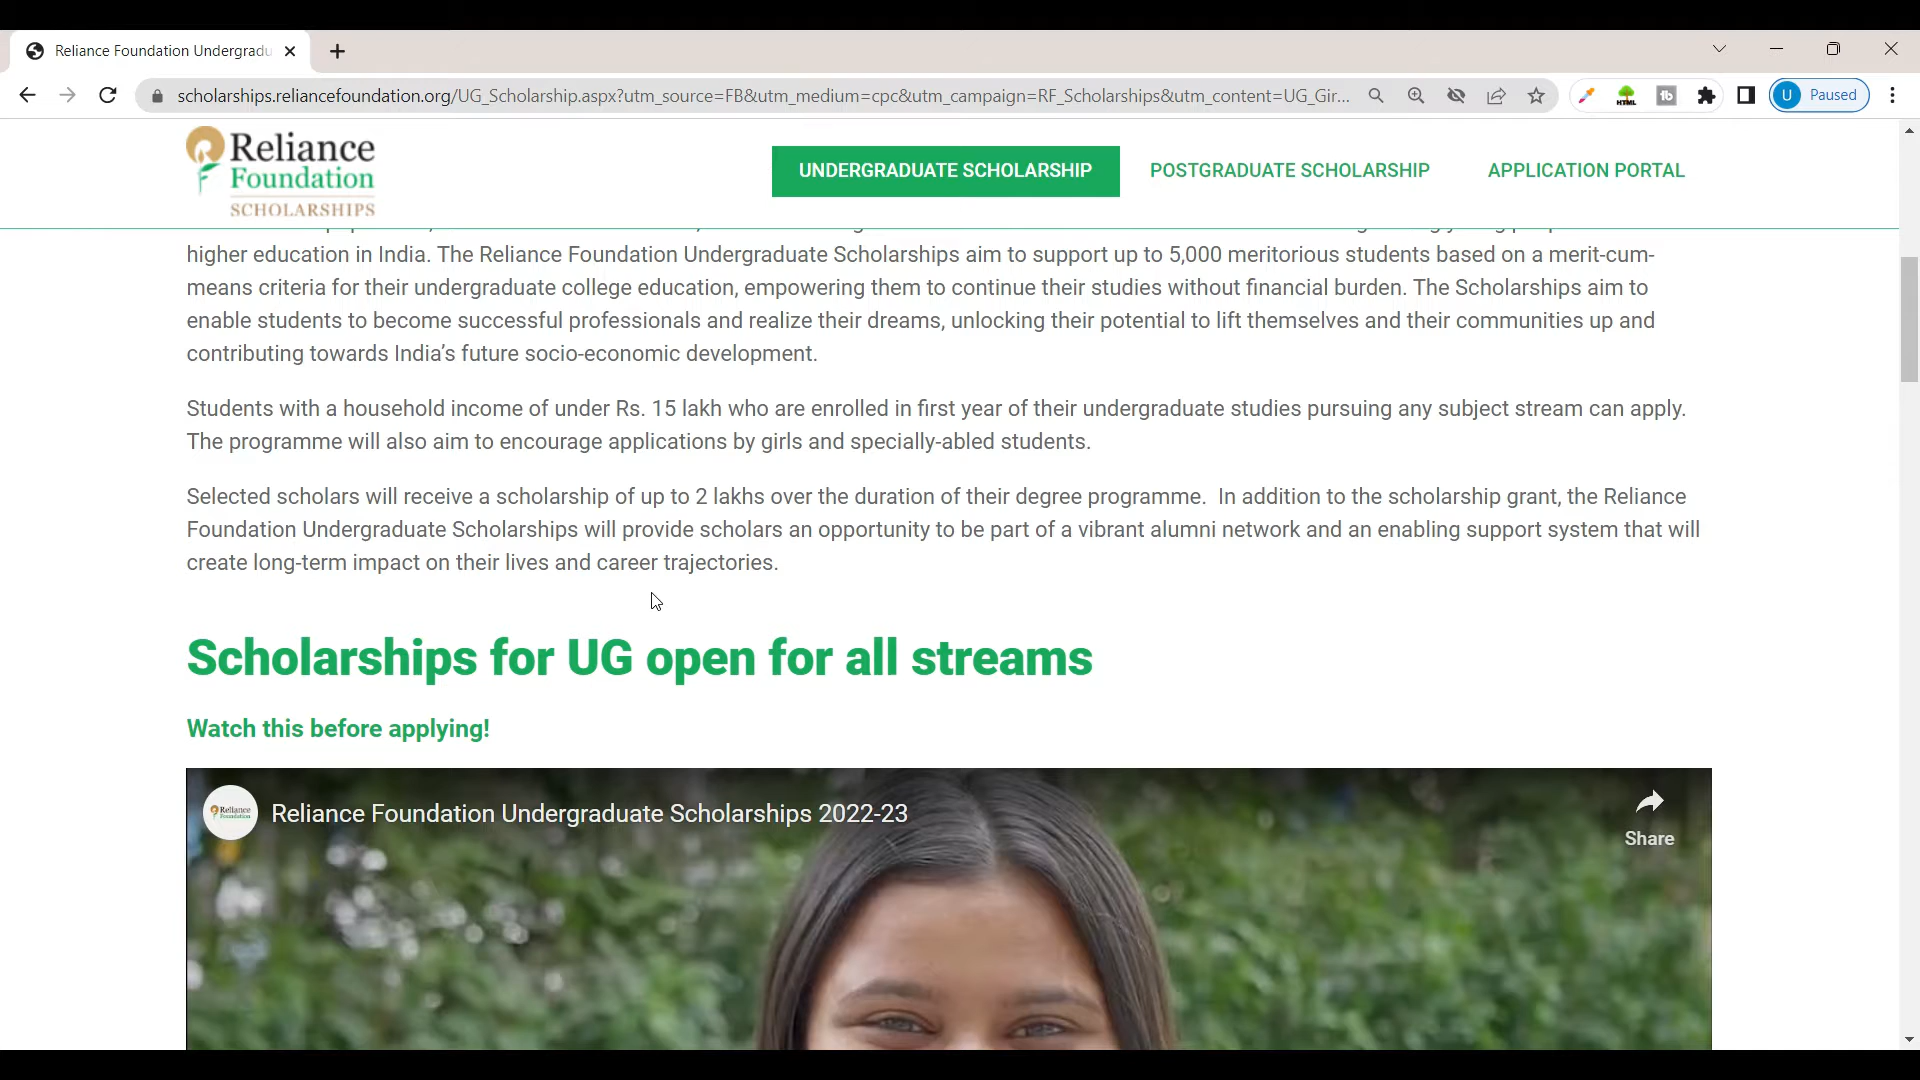 Reliance Foundation Undergradu
scholarships.reliancefoundation.org/UG_Scholarship.aspx?utm_source=FB&utm_medium=cpc&utm_campaign=RF_Scholarships&utm_content=UG_Gir...
HTML
tb
U Paused
Reliance
Foundation
SCHOLARSHIPS
UNDERGRADUATE SCHOLARSHIP POSTGRADUATE SCHOLARSHIP APPLICATION PORTAL
higher education in India. The Reliance Foundation Undergraduate Scholarships aim to support up to 5,000 meritorious students based on a merit-cum-
means criteria for their undergraduate college education, empowering them to continue their studies without financial burden. The Scholarships aim to
enable students to become successful professionals and realize their dreams, unlocking their potential to lift themselves and their communities up and
contributing towards India’s future socio-economic development.
Students with a household income of under Rs. 15 lakh who are enrolled in first year of their undergraduate studies pursuing any subject stream can apply.
The programme will also aim to encourage applications by girls and specially-abled students.
Selected scholars will receive a scholarship of up to 2 lakhs over the duration of their degree programme. In addition to the scholarship grant, the Reliance
Foundation Undergraduate Scholarships will provide scholars an opportunity to be part of a vibrant alumni network and an enabling support system that will
create long-term impact on their lives and career trajectories.
Scholarships for UG open for all streams
Watch this before applying!
Reliance
Foundation
Reliance Foundation Undergraduate Scholarships 2022-23
Share